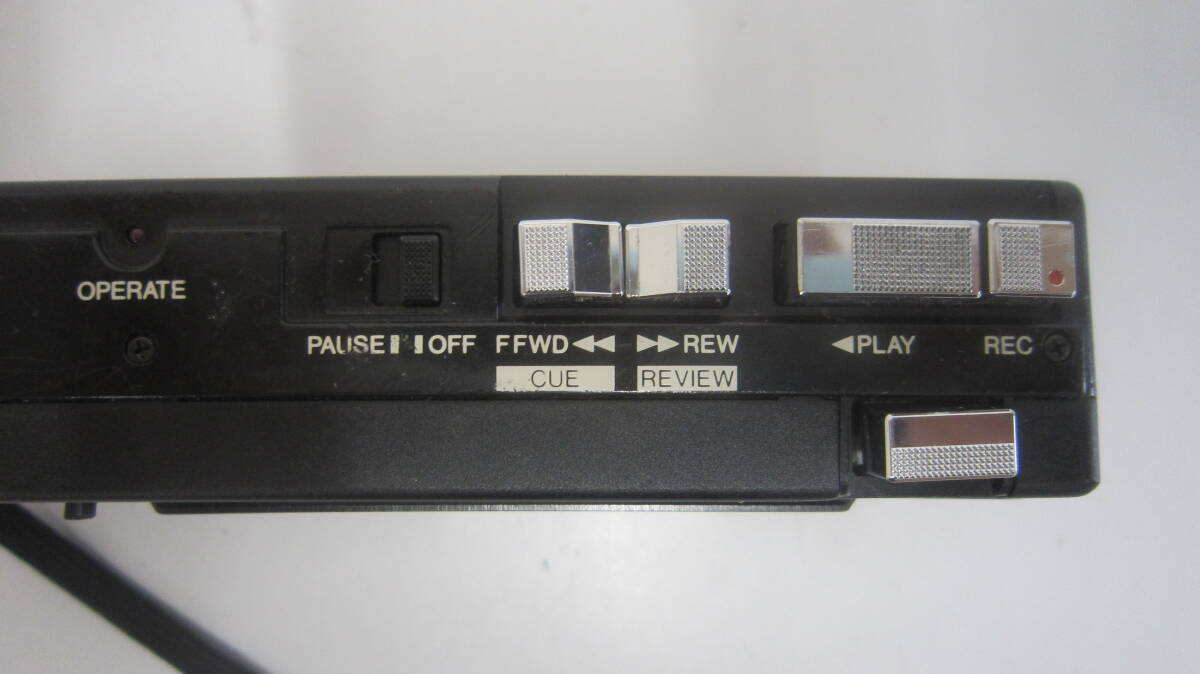 OPERATE
PAUSE OFF FFWD ◀◀ ▶▶ REW ◀PLAY REC
CUE REVIEW